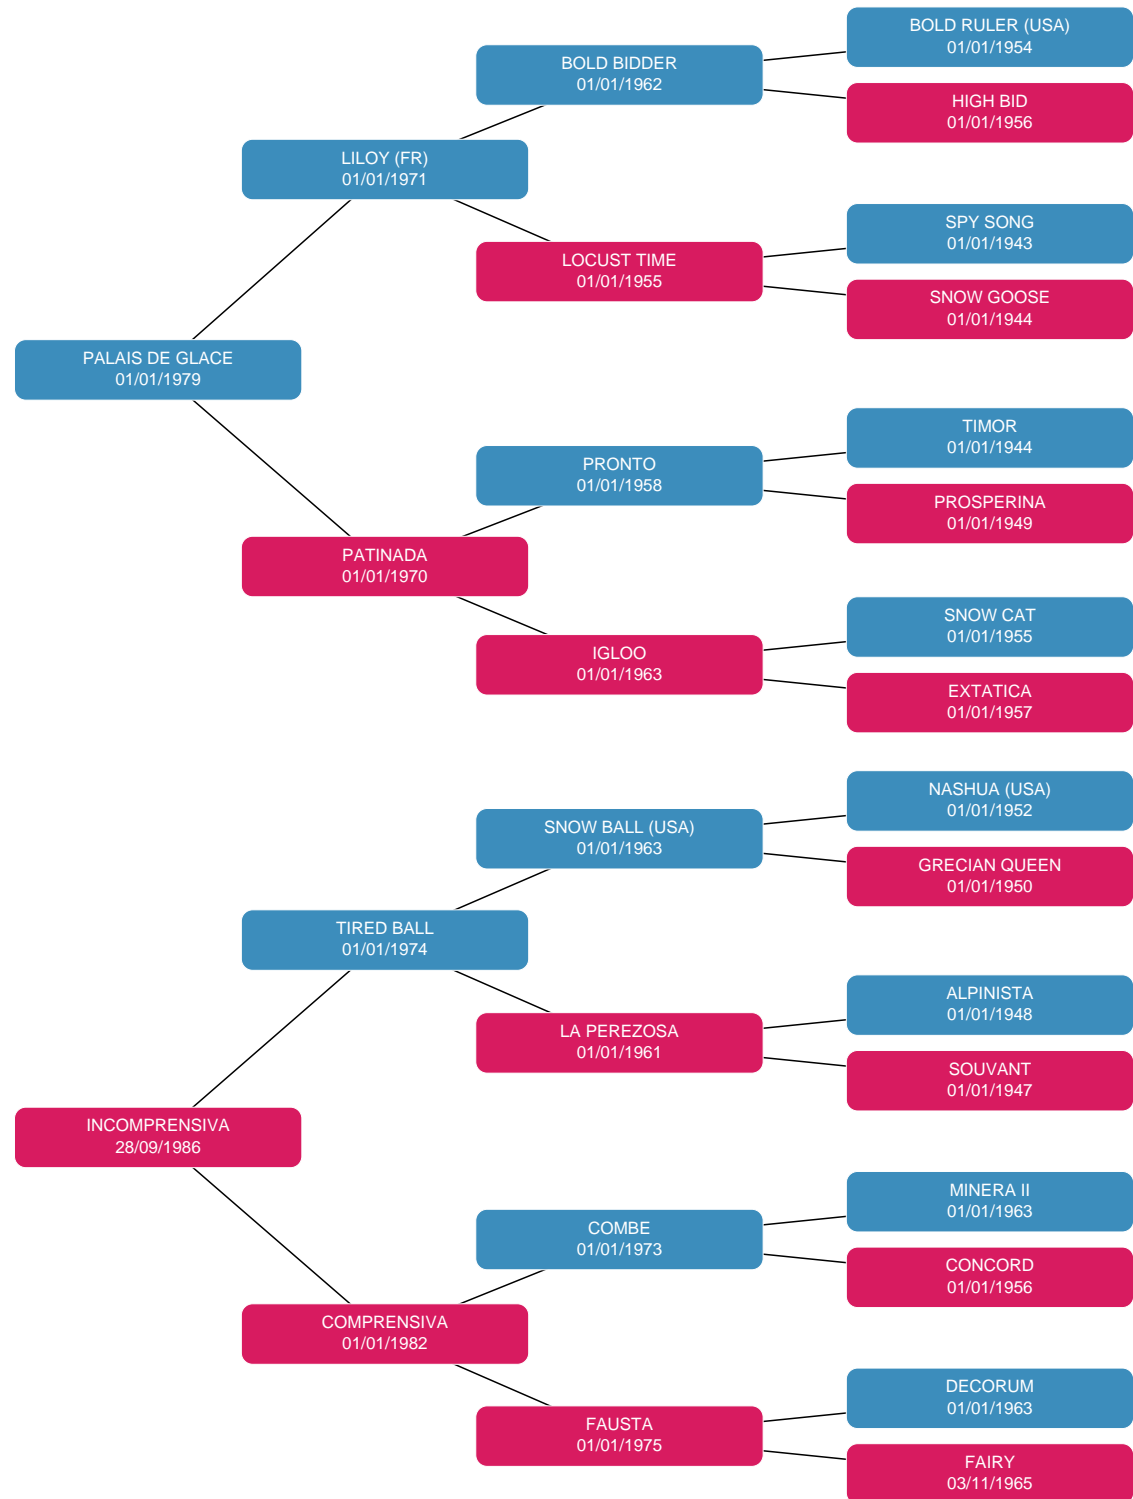 BOLD RULER (USA)
01/01/1954
BOLD BIDDER
01/01/1962
HIGH BID
01/01/1956
LILOY (FR)
01/01/1971
SPY SONG
01/01/1943
LOCUST TIME
01/01/1955
SNOW GOOSE
01/01/1944
PALAIS DE GLACE
01/01/1979
TIMOR
01/01/1944
PRONTO
01/01/1958
PROSPERINA
01/01/1949
PATINADA
01/01/1970
SNOW CAT
01/01/1955
IGLOO
01/01/1963
EXTATICA
01/01/1957
NASHUA (USA)
01/01/1952
SNOW BALL (USA)
01/01/1963
GRECIAN QUEEN
01/01/1950
TIRED BALL
01/01/1974
ALPINISTA
01/01/1948
LA PEREZOSA
01/01/1961
SOUVANT
01/01/1947
INCOMPRENSIVA
28/09/1986
MINERA II
01/01/1963
COMBE
01/01/1973
CONCORD
01/01/1956
COMPRENSIVA
01/01/1982
DECORUM
01/01/1963
FAUSTA
01/01/1975
FAIRY
03/11/1965